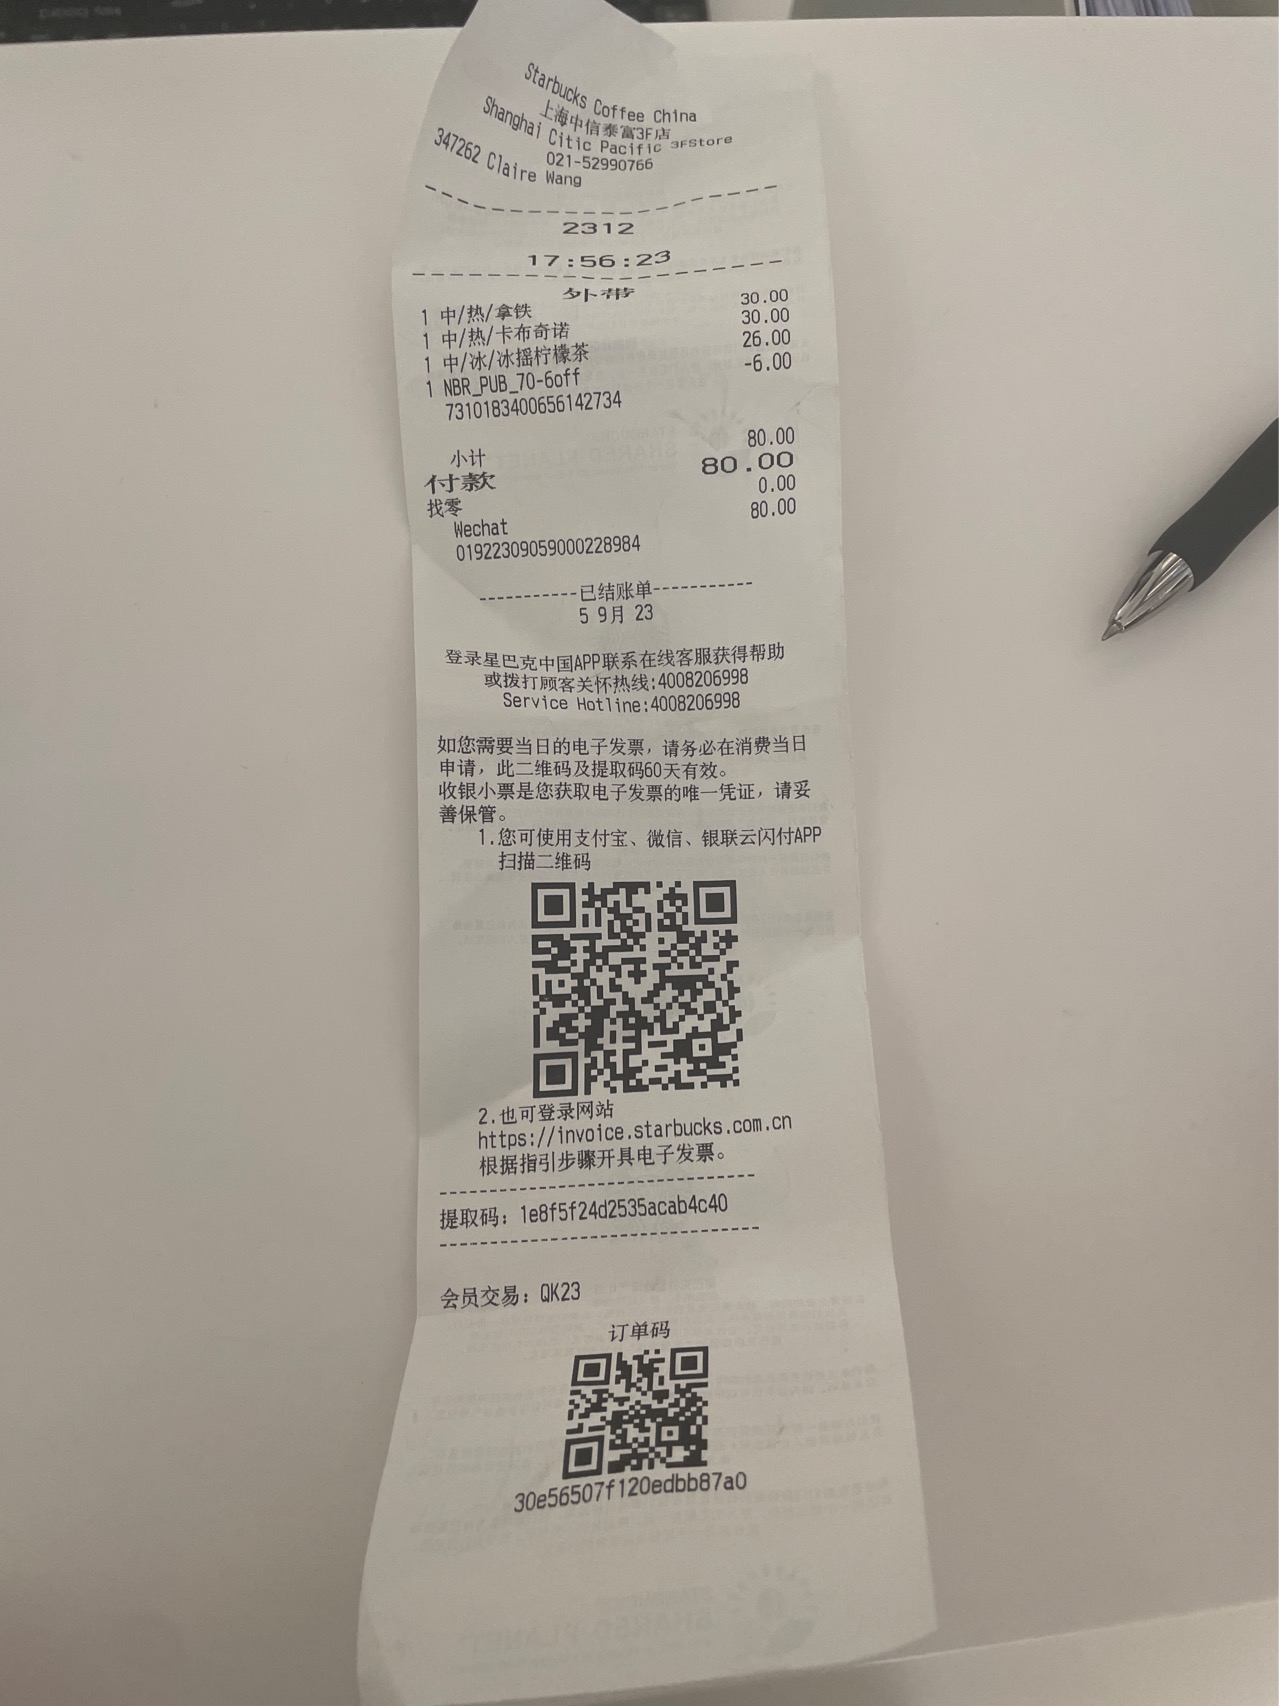 Starbucks Coffee China
上海中信泰富3F店
Shanghai Citic Pacific 3FStore
021-52990766
347262 Claire Wang
2312
17:56:23
外带
1 中/热/拿铁 30.00
1 中/热/卡布奇诺 30.00
1 中/冰/冰摇柠檬茶 26.00
1 NBR_PUB_70-6off -6.00
7310183400656142734
小计 80.00
付款 80.00
找零 0.00
Wechat 80.00
01922309059000228984
-----------已结账单-----------
5 9月 23
登录星巴克中国APP联系在线客服获得帮助
或拨打顾客关怀热线:4008206998
Service Hotline:4008206998
如您需要当日的电子发票，请务必在消费当日
申请，此二维码及提取码60天有效。
收银小票是您获取电子发票的唯一凭证，请妥
善保管。
1.您可使用支付宝、微信、银联云闪付APP
扫描二维码
2.也可登录网站
https://invoice.starbucks.com.cn
根据指引步骤开具电子发票。
提取码：1e8f5f24d2535acab4c40
会员交易：QK23
订单码
30e56507f120edbb87a0